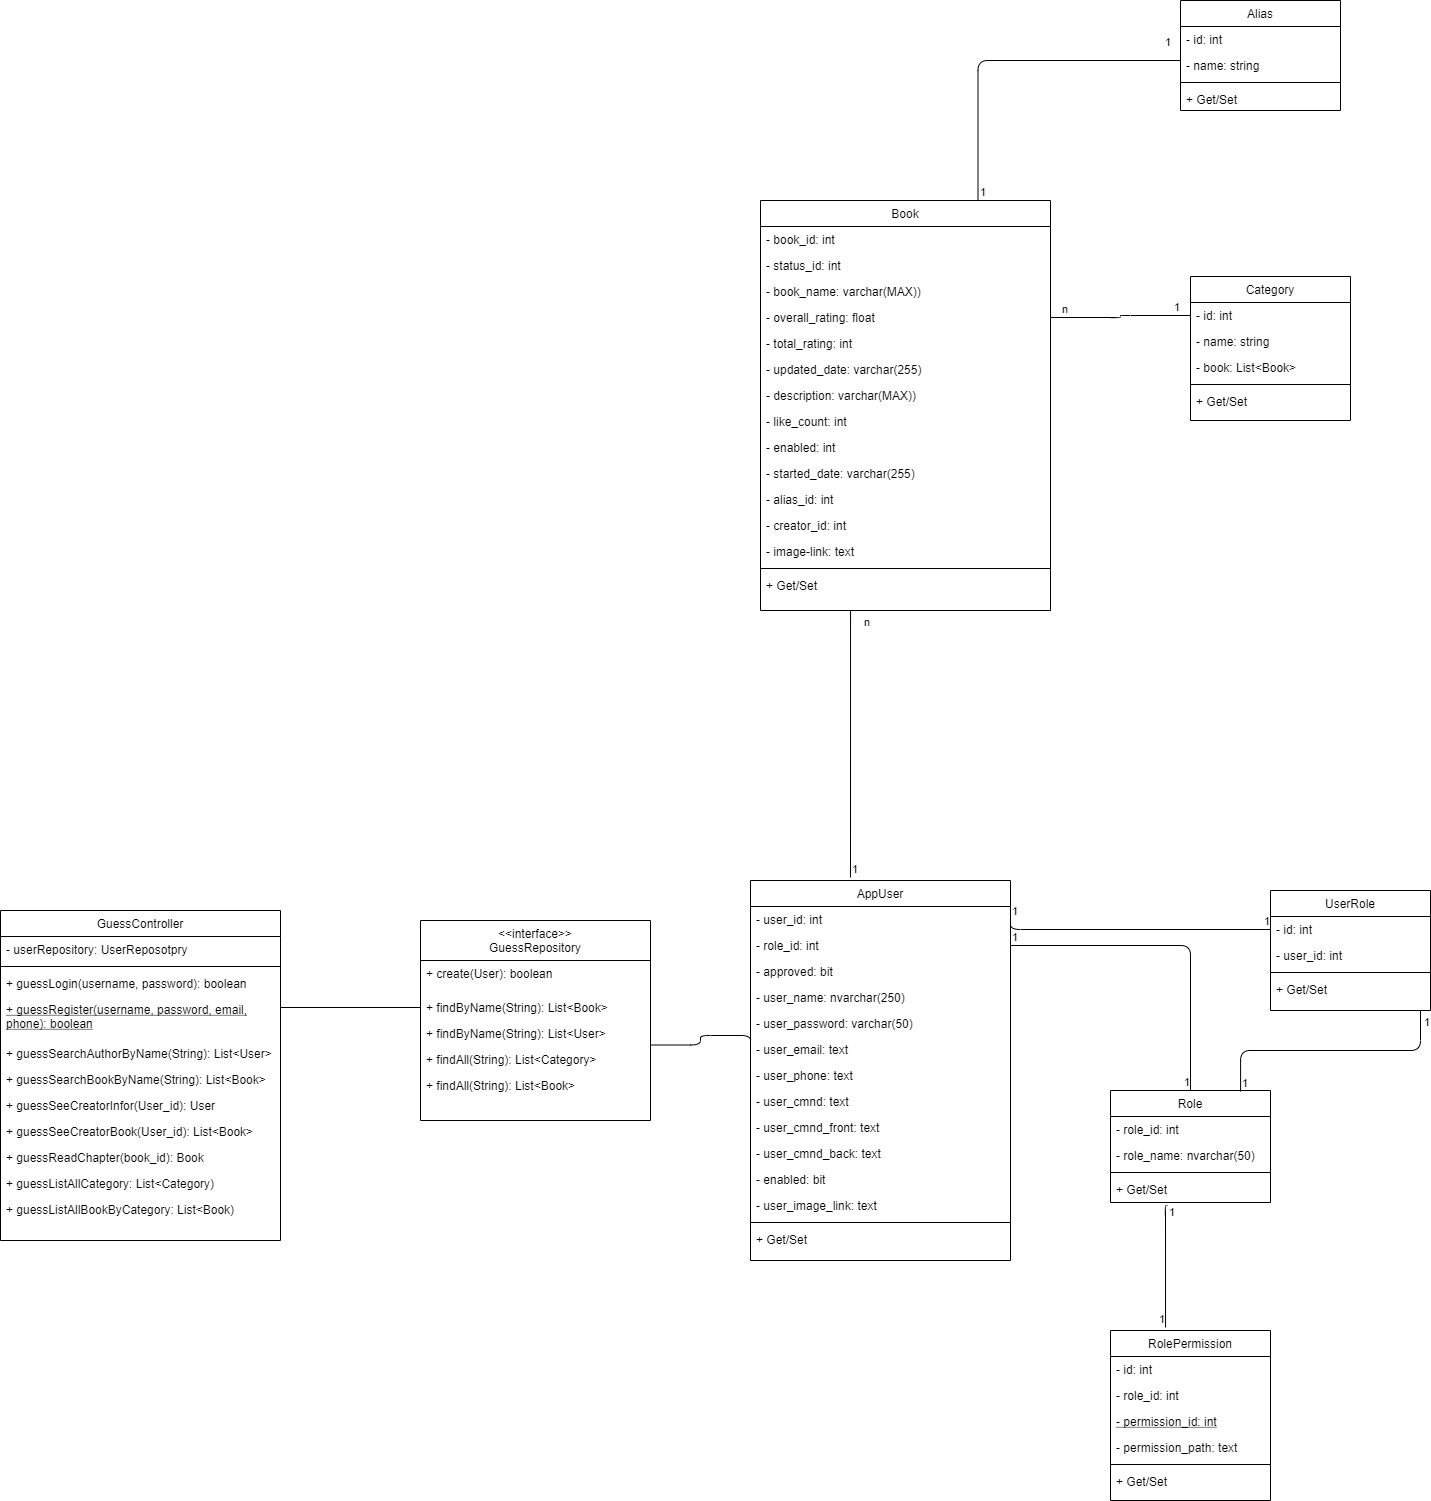 Alias
- id: int
- name: string
+ Get/Set
1
1
Book
- book_id: int
- status_id: int
- book_name: varchar(MAX))
- overall_rating: float
- total_rating: int
- updated_date: varchar(255)
- description: varchar(MAX))
- like_count: int
- enabled: int
- started_date: varchar(255)
- alias_id: int
- creator_id: int
- image-link: text
+ Get/Set
n
1
Category
- id: int
- name: string
- book: List<Book>
+ Get/Set
n
1
GuessController
- userRepository: UserReposotpry
+ guessLogin(username, password): boolean
+ guessRegister(username, password, email,
phone): boolean
+ guessSearchAuthorByName(String): List<User>
+ guessSearchBookByName(String): List<Book>
+ guessSeeCreatorInfor(User_id): User
+ guessSeeCreatorBook(User_id): List<Book>
+ guessReadChapter(book_id): Book
+ guessListAllCategory: List<Category)
+ guessListAllBookByCategory: List<Book)
<<interface>>
GuessRepository
+ create(User): boolean
+ findByName(String): List<Book>
+ findByName(String): List<User>
+ findAll(String): List<Category>
+ findAll(String): List<Book>
AppUser
- user_id: int
- role_id: int
- approved: bit
- user_name: nvarchar(250)
- user_password: varchar(50)
- user_email: text
- user_phone: text
- user_cmnd: text
- user_cmnd_front: text
- user_cmnd_back: text
- enabled: bit
- user_image_link: text
+ Get/Set
1
1
1
UserRole
- id: int
- user_id: int
+ Get/Set
1
1
1
Role
- role_id: int
- role_name: nvarchar(50)
+ Get/Set
1
1
RolePermission
- id: int
- role_id: int
- permission_id: int
- permission_path: text
+ Get/Set